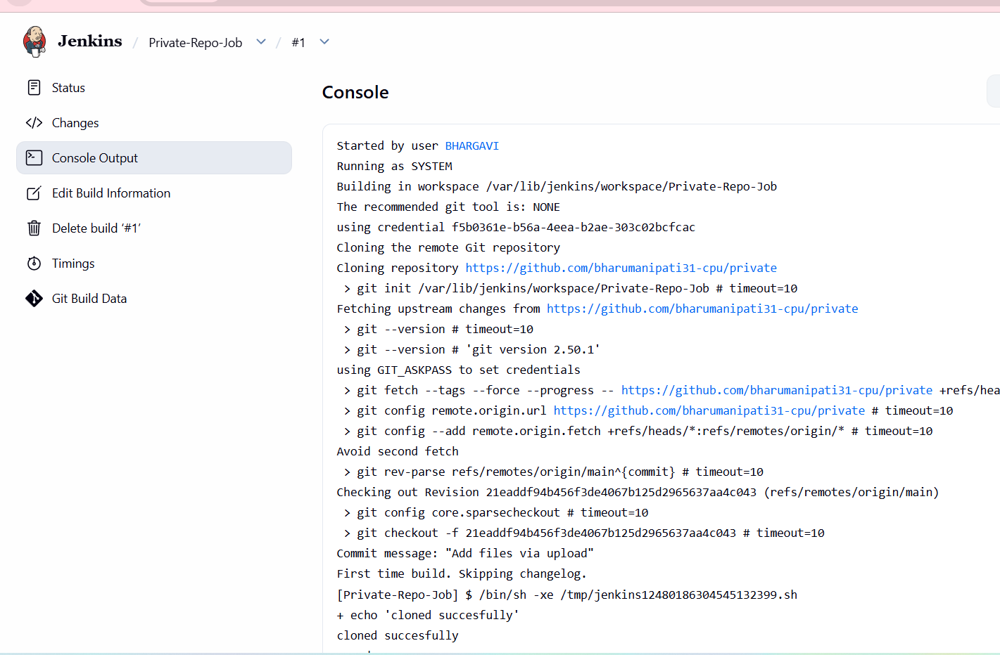 Jenkins / Private-Repo-Job / #1
Status
Changes
Console Output
Edit Build Information
Delete build ‘#1’
Timings
Git Build Data
Console
Started by user BHARGAVI
Running as SYSTEM
Building in workspace /var/lib/jenkins/workspace/Private-Repo-Job
The recommended git tool is: NONE
using credential f5b0361e-b56a-4eea-b2ae-303c02bcfcac
Cloning the remote Git repository
Cloning repository https://github.com/bharumanipati31-cpu/private
> git init /var/lib/jenkins/workspace/Private-Repo-Job # timeout=10
Fetching upstream changes from https://github.com/bharumanipati31-cpu/private
> git --version # timeout=10
> git --version # 'git version 2.50.1'
using GIT_ASKPASS to set credentials
> git fetch --tags --force --progress -- https://github.com/bharumanipati31-cpu/private +refs/hea
> git config remote.origin.url https://github.com/bharumanipati31-cpu/private # timeout=10
> git config --add remote.origin.fetch +refs/heads/*:refs/remotes/origin/* # timeout=10
Avoid second fetch
> git rev-parse refs/remotes/origin/main^{commit} # timeout=10
Checking out Revision 21eaddf94b456f3de4067b125d2965637aa4c043 (refs/remotes/origin/main)
> git config core.sparsecheckout # timeout=10
> git checkout -f 21eaddf94b456f3de4067b125d2965637aa4c043 # timeout=10
Commit message: "Add files via upload"
First time build. Skipping changelog.
[Private-Repo-Job] $ /bin/sh -xe /tmp/jenkins12480186304545132399.sh
+ echo 'cloned succesfully'
cloned succesfully